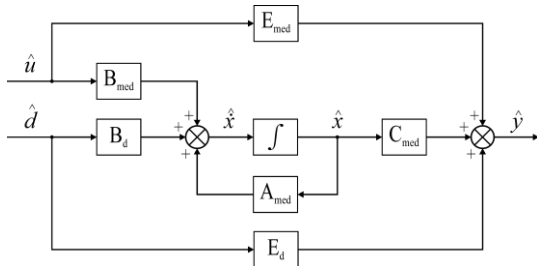 E_med
û
B_med
+ +
d̂ B_d + x̂̇ ∫ x̂ C_med + ŷ
+ +
A_med
E_d